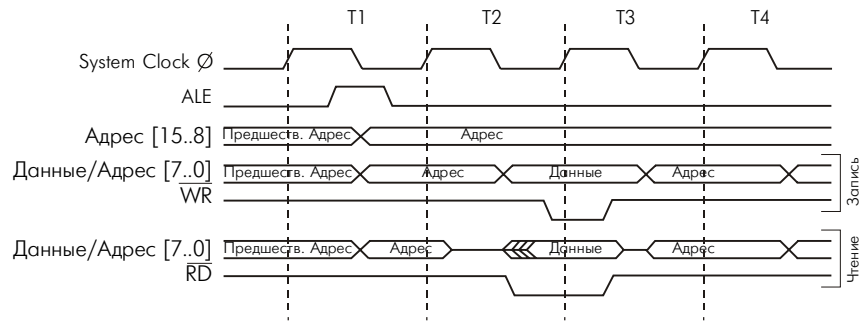 T1 T2 T3 T4
System Clock Ø
ALE
Адрес [15..8] Предшеств. Адрес Адрес
Данные/Адрес [7..0] Предшеств. Адрес Адрес Данные Адрес
WR
Запись
Данные/Адрес [7..0] Предшеств. Адрес Адрес Данные Адрес
RD
Чтение